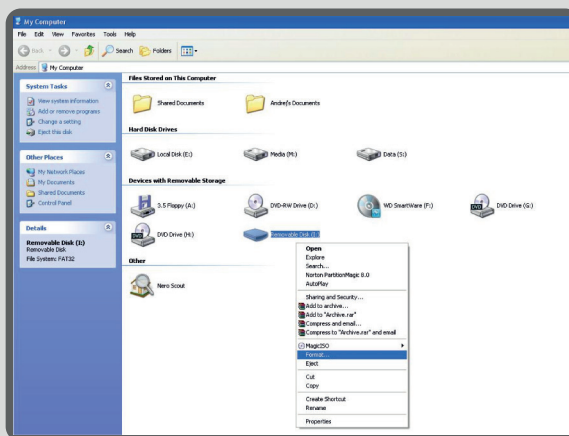 My Computer
File Edit View Favorites Tools Help
Back Search Folders
Address My Computer
System Tasks
View system information
Add or remove programs
Change a setting
Eject this disk
Other Places
My Network Places
My Documents
Shared Documents
Control Panel
Details
Removable Disk (I:)
Removable Disk
File System: FAT32
Files Stored on This Computer
Shared Documents Andrej's Documents
Hard Disk Drives
Local Disk (E:) Media (M:) Data (S:)
Devices with Removable Storage
3.5 Floppy (A:) DVD-RW Drive (D:) WD SmartWare (F:) DVD Drive (G:)
DVD Drive (H:) Removable Disk (I:)
Other
Nero Scout
Open
Explore
Search...
Norton PartitionMagic 8.0
AutoPlay
Sharing and Security...
Add to archive...
Add to "Archive.rar"
Compress and email...
Compress to "Archive.rar" and email
MagicISO
Format...
Eject
Cut
Copy
Create Shortcut
Rename
Properties